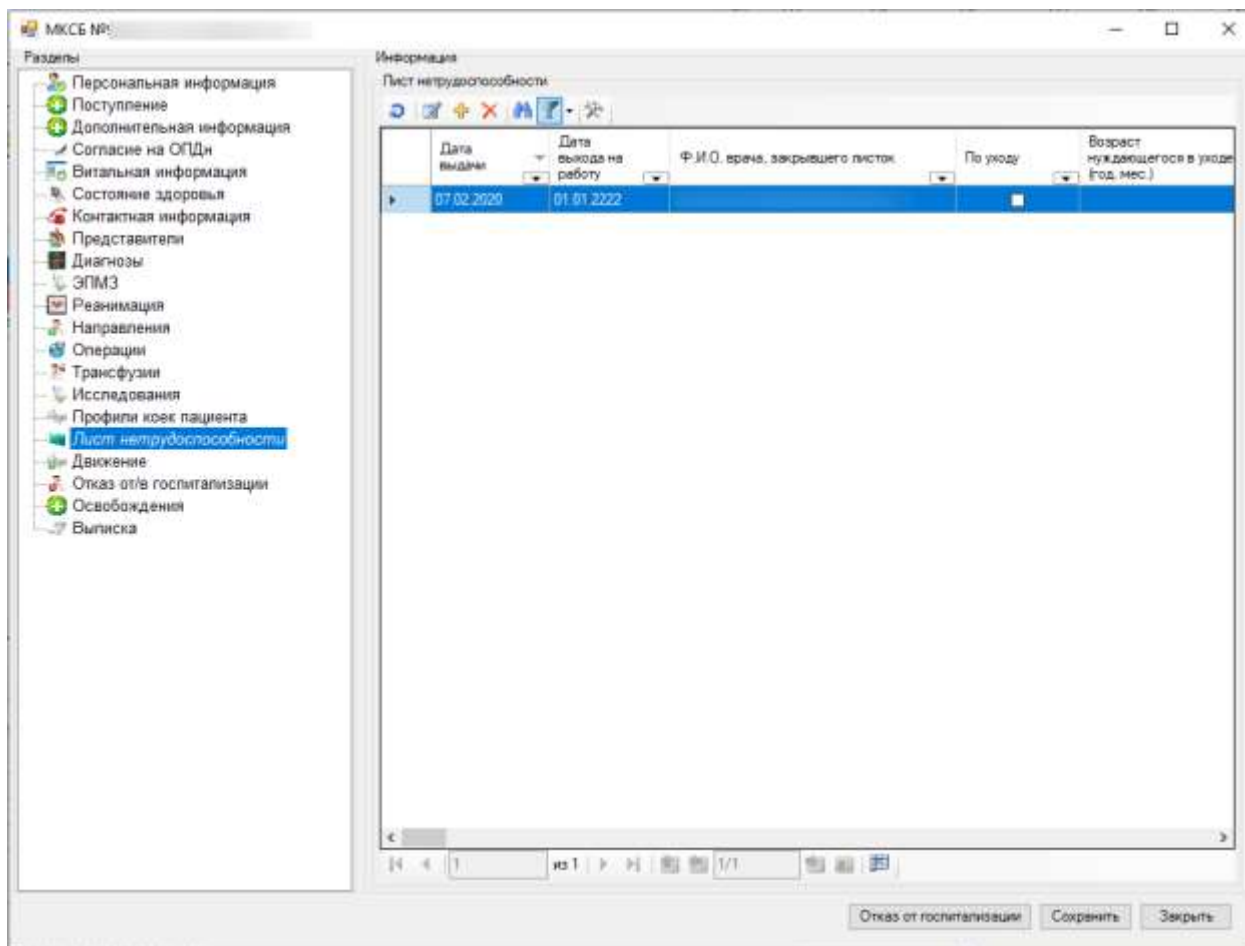 МКСБ №
Разделы
Персональная информация
Поступление
Дополнительная информация
Согласие на ОПДн
Витальная информация
Состояние здоровья
Контактная информация
Представители
Диагнозы
ЭПМЗ
Реанимация
Направления
Операции
Трансфузии
Исследования
Профили коек пациента
Лист нетрудоспособности
Движение
Отказ от/в госпитализации
Освобождения
Выписка
Информация
Лист нетрудоспособности
Дата
выдачи
Дата
выхода на
работу
Ф.И.О. врача, закрывшего листок
По уходу
Возраст
нуждающегося в уходе
(год, мес.)
07.02.2020 01.01.2222
1 из 1 1/1
Отказ от госпитализации Сохранить Закрыть